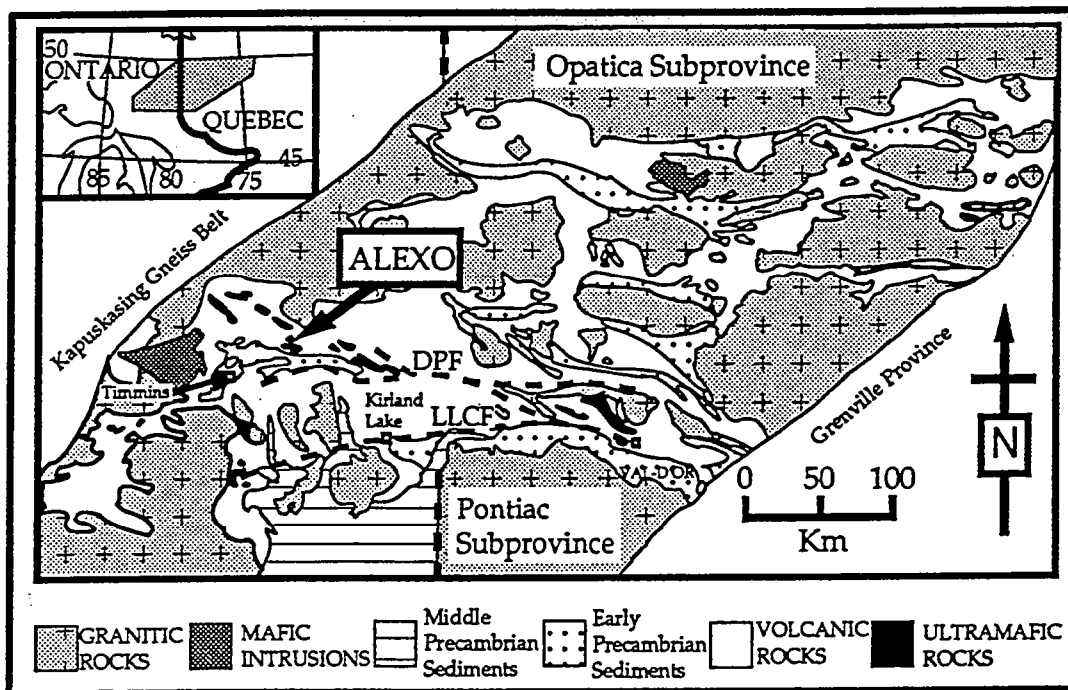 50
ONTARIO
QUEBEC
45
85
80
75
Opatica Subprovince
Kapuskasing Gneiss Belt
ALEXO
Timmins
DPF
Kirland
Lake
LLCF
VAL-D'OR
Grenville Province
Pontiac
Subprovince
0 50 100
Km
N
GRANITIC
ROCKS
MAFIC
INTRUSIONS
Middle
Precambrian
Sediments
Early
Precambrian
Sediments
VOLCANIC
ROCKS
ULTRAMAFIC
ROCKS